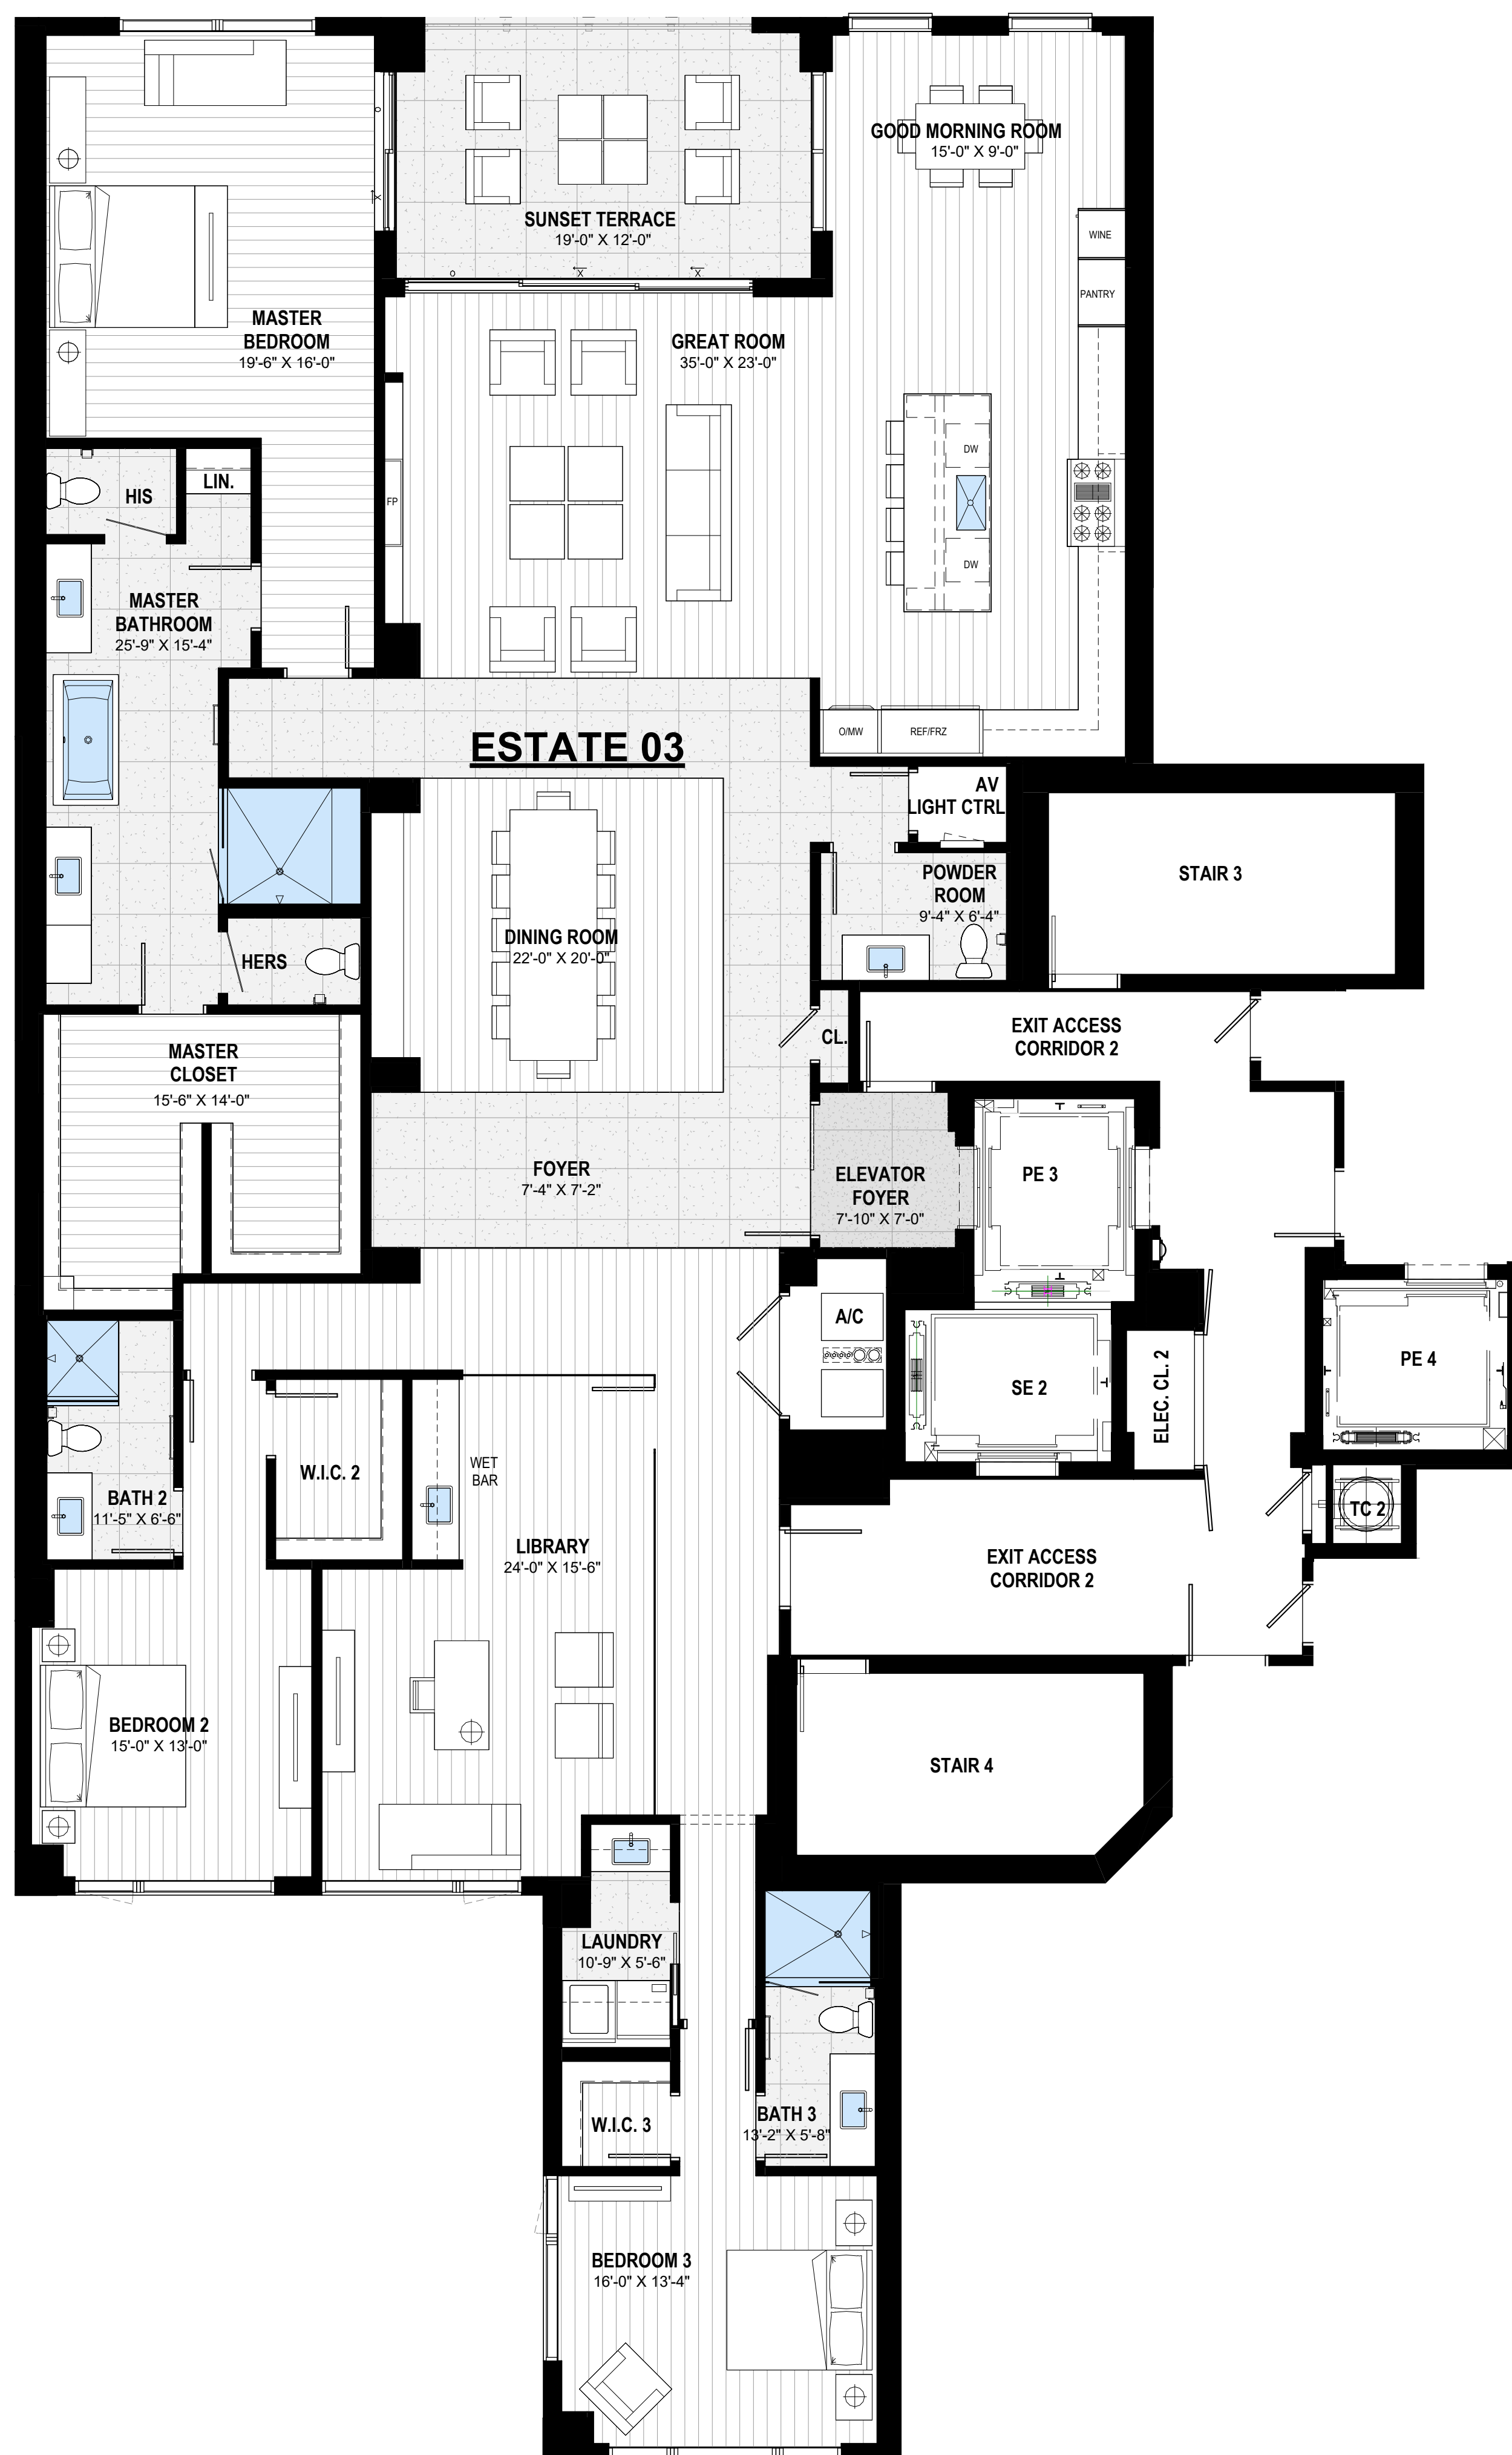 GOOD MORNING ROOM
15'-0" X 9'-0"
SUNSET TERRACE
19'-0" X 12'-0"
O
X
O
X
X
WINE
PANTRY
MASTER
BEDROOM
19'-6" X 16'-0"
GREAT ROOM
35'-0" X 23'-0"
DW
HIS
LIN.
FP
DW
MASTER
BATHROOM
25'-9" X 15'-4"
ESTATE 03
O/MW
REF/FRZ
AV
LIGHT CTRL
POWDER
ROOM
9'-4" X 6'-4"
STAIR 3
DINING ROOM
22'-0" X 20'-0"
HERS
CL.
EXIT ACCESS
CORRIDOR 2
MASTER
CLOSET
15'-6" X 14'-0"
FOYER
7'-4" X 7'-2"
ELEVATOR
FOYER
7'-10" X 7'-0"
PE 3
A/C
SE 2
ELEC. CL. 2
PE 4
W.I.C. 2
WET
BAR
BATH 2
11'-5" X 6'-6"
TC 2
LIBRARY
24'-0" X 15'-6"
EXIT ACCESS
CORRIDOR 2
BEDROOM 2
15'-0" X 13'-0"
STAIR 4
LAUNDRY
10'-9" X 5'-6"
W.I.C. 3
BATH 3
13'-2" X 5'-8"
BEDROOM 3
16'-0" X 13'-4"